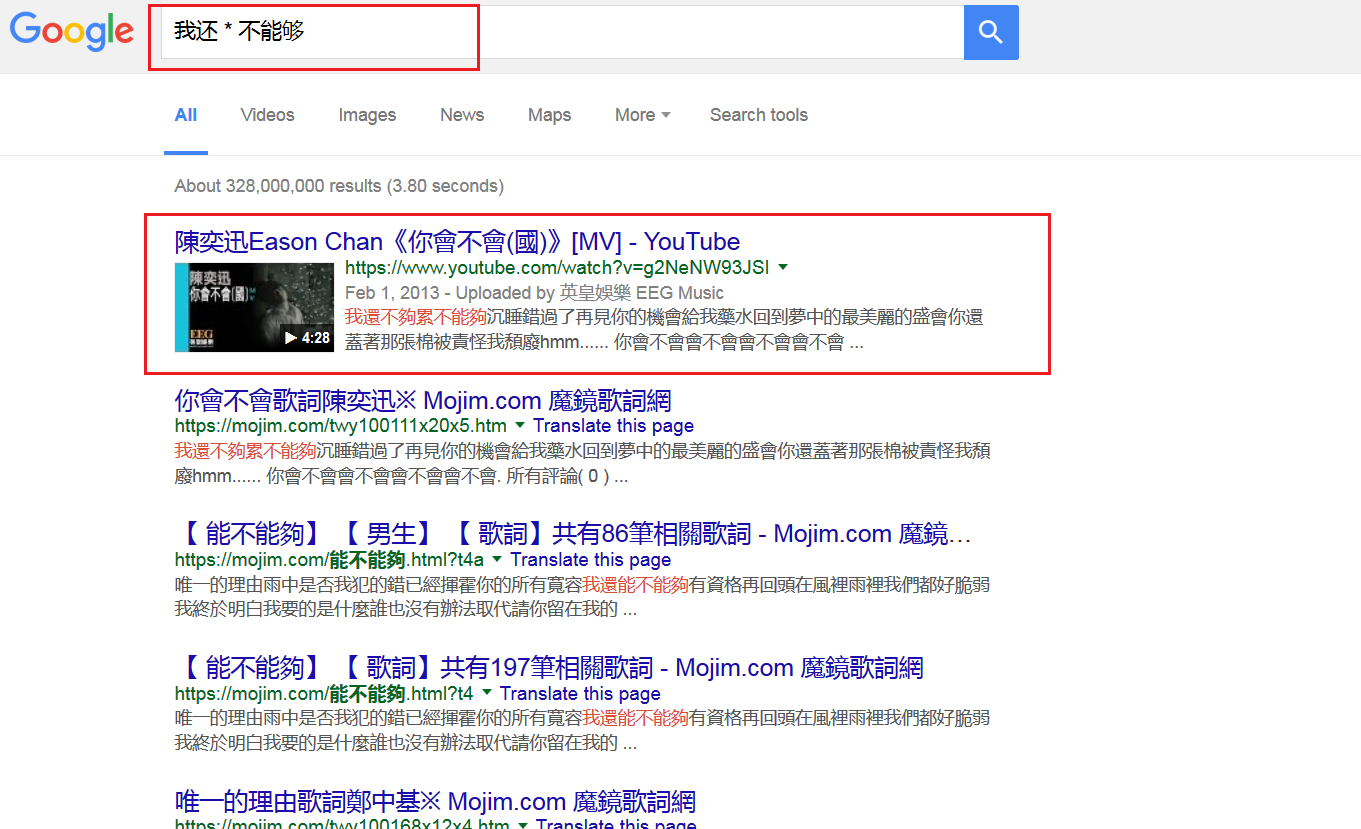 Google 我还 * 不能够
All Videos Images News Maps More Search tools
About 328,000,000 results (3.80 seconds)
陳奕迅Eason Chan《你會不會(國)》[MV] - YouTube
https://www.youtube.com/watch?v=g2NeNW93JSI
Feb 1, 2013 - Uploaded by 英皇娛樂 EEG Music
陳奕迅
你會不會(國)MV
EEG
4:28
我還不夠累不能夠沉睡錯過了再見你的機會給我藥水回到夢中的最美麗的盛會你還
蓋著那張棉被責怪我頹廢hmm...... 你會不會會不會會不會會不會 ...
你會不會歌詞陳奕迅※ Mojim.com 魔鏡歌詞網
https://mojim.com/twy100111x20x5.htm Translate this page
我還不夠累不能夠沉睡錯過了再見你的機會給我藥水回到夢中的最美麗的盛會你還蓋著那張棉被責怪我頹
廢hmm...... 你會不會會不會會不會會不會. 所有評論( 0 ) ...
【 能不能夠】 【 男生】 【 歌詞】共有86筆相關歌詞 - Mojim.com 魔鏡...
https://mojim.com/能不能夠.html?t4a Translate this page
唯一的理由雨中是否我犯的錯已經揮霍你的所有寬容我還能不能夠有資格再回頭在風裡雨裡我們都好脆弱
我終於明白我要的是什麼誰也沒有辦法取代請你留在我的 ...
【 能不能夠】 【 歌詞】共有197筆相關歌詞 - Mojim.com 魔鏡歌詞網
https://mojim.com/能不能夠.html?t4 Translate this page
唯一的理由雨中是否我犯的錯已經揮霍你的所有寬容我還能不能夠有資格再回頭在風裡雨裡我們都好脆弱
我終於明白我要的是什麼誰也沒有辦法取代請你留在我的 ...
唯一的理由歌詞鄭中基※ Mojim.com 魔鏡歌詞網
https://mojim.com/twy100168x12x4.htm Translate this page